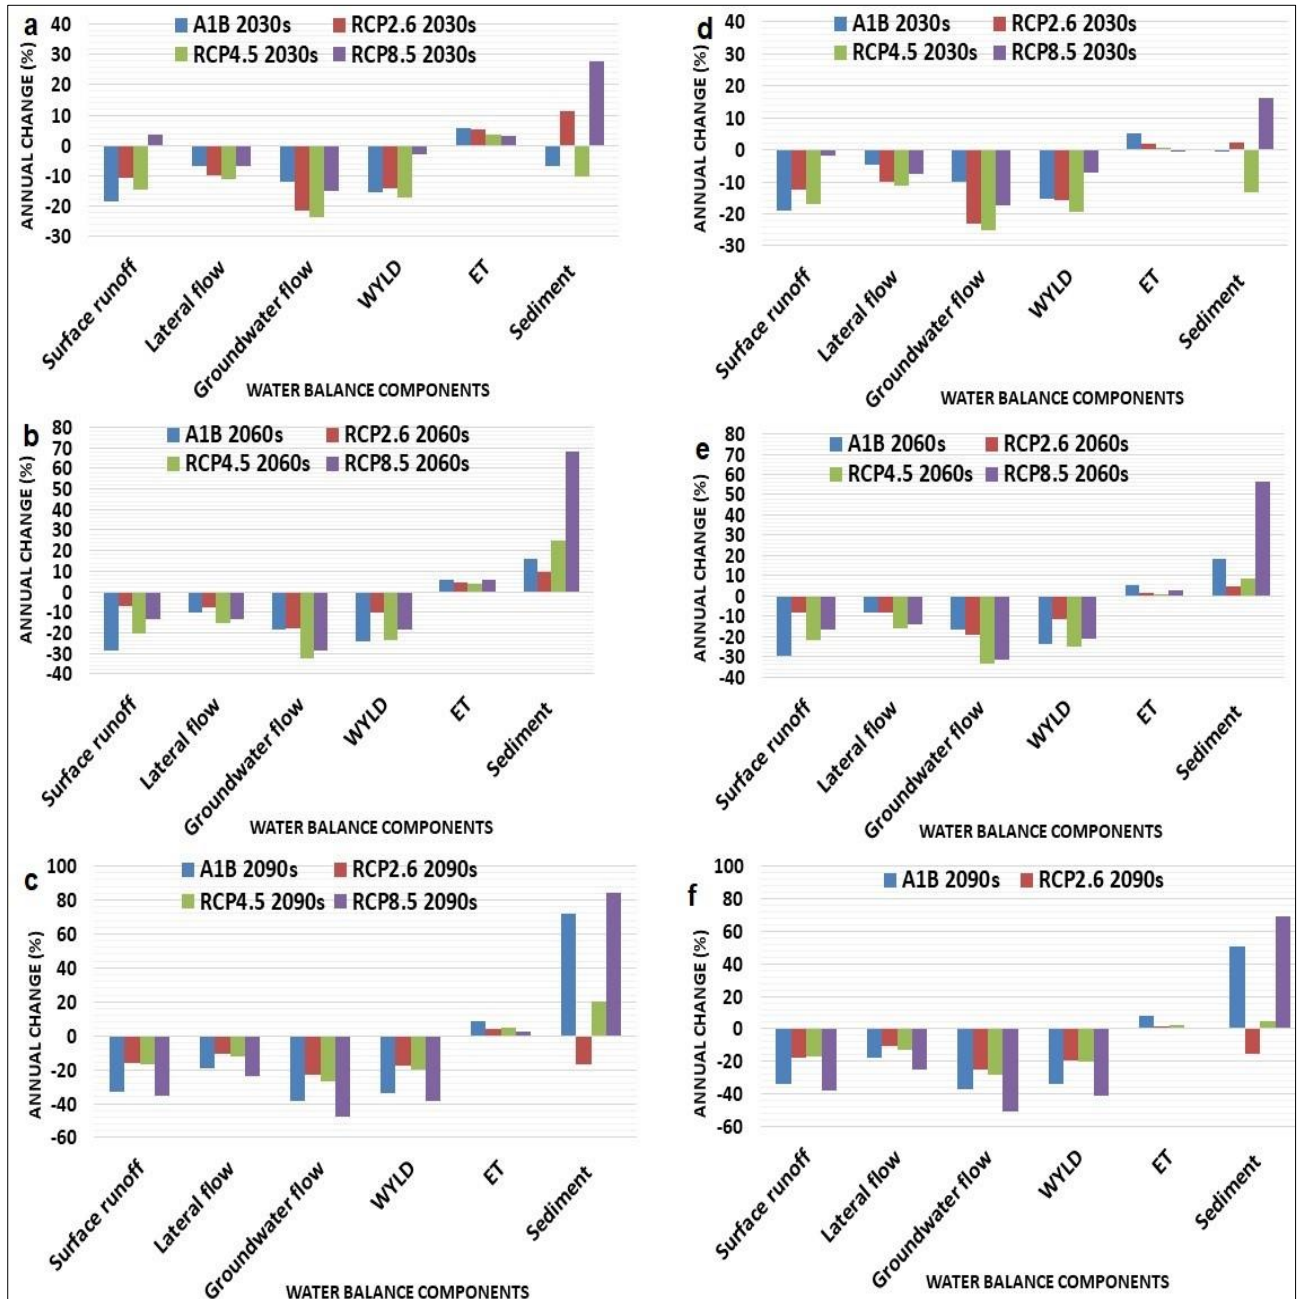 a
A1B 2030s RCP2.6 2030s
RCP4.5 2030s RCP8.5 2030s
ANNUAL CHANGE (%)
40
30
20
10
0
-10
-20
-30
Surface runoff Lateral flow Groundwater flow WYLD ET Sediment
WATER BALANCE COMPONENTS
d
A1B 2030s RCP2.6 2030s
RCP4.5 2030s RCP8.5 2030s
ANNUAL CHANGE (%)
40
30
20
10
0
-10
-20
-30
Surface runoff Lateral flow Groundwater flow WYLD ET Sediment
WATER BALANCE COMPONENTS
b
A1B 2060s RCP2.6 2060s
RCP4.5 2060s RCP8.5 2060s
ANNUAL CHANGE (%)
80
70
60
50
40
30
20
10
0
-10
-20
-30
-40
Surface runoff Lateral flow Groundwater flow WYLD ET Sediment
WATER BALANCE COMPONENTS
e
A1B 2060s RCP2.6 2060s
RCP4.5 2060s RCP8.5 2060s
ANNUAL CHANGE (%)
80
70
60
50
40
30
20
10
0
-10
-20
-30
-40
Surface runoff Lateral flow Groundwater flow WYLD ET Sediment
WATER BALANCE COMPONENTS
c
A1B 2090s RCP2.6 2090s
RCP4.5 2090s RCP8.5 2090s
ANNUAL CHANGE (%)
100
80
60
40
20
0
-20
-40
-60
Surface runoff Lateral flow Groundwater flow WYLD ET Sediment
WATER BALANCE COMPONENTS
f
A1B 2090s RCP2.6 2090s
ANNUAL CHANGE (%)
100
80
60
40
20
0
-20
-40
-60
Surface runoff Lateral flow Groundwater flow WYLD ET Sediment
WATER BALANCE COMPONENTS